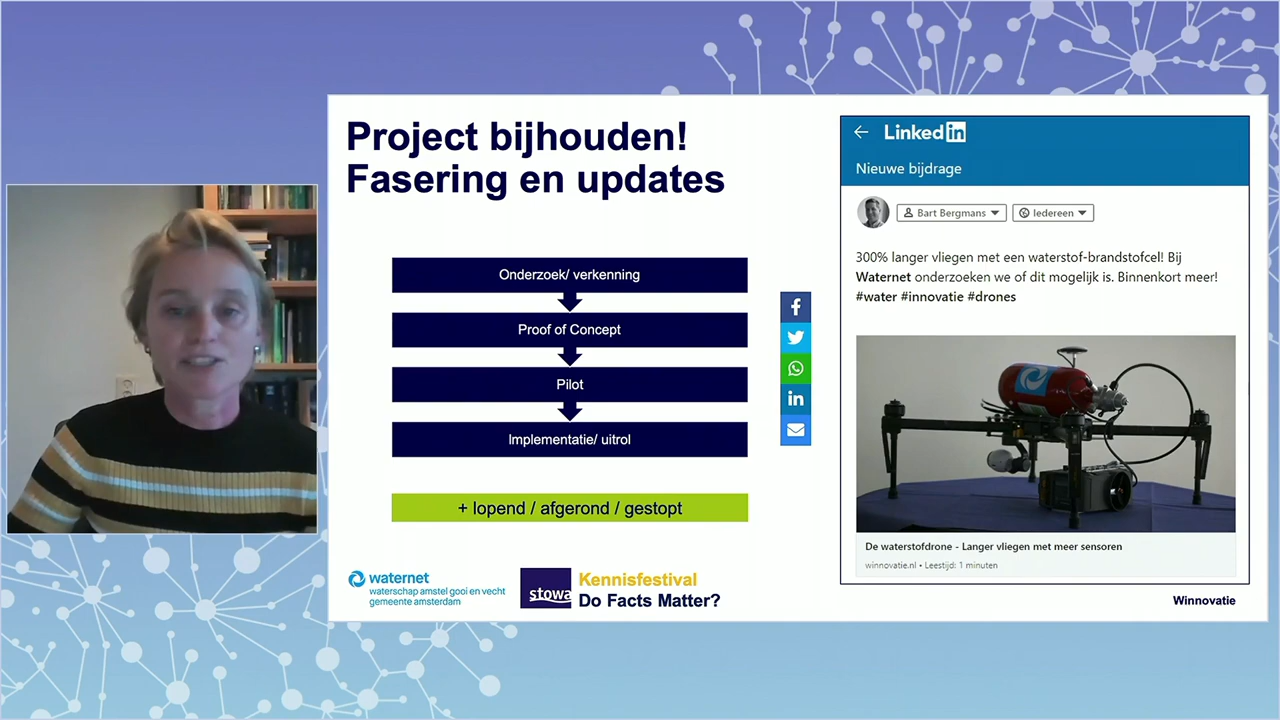 Project bijhouden!
Fasering en updates
Onderzoek/ verkenning
Proof of Concept
Pilot
Implementatie/ uitrol
+ lopend / afgerond / gestopt
waternet
waterschap amstel gooi en vecht
gemeente amsterdam
stowa
Kennisfestival
Do Facts Matter?
Linkedin
Nieuwe bijdrage
Bart Bergmans
Iedereen
300% langer vliegen met een waterstof-brandstofcel! Bij
Waternet onderzoeken we of dit mogelijk is. Binnenkort meer!
#water #innovatie #drones
De waterstofdrone - Langer vliegen met meer sensoren
winnovatie.nl • Leestijd: 1 minuten
Winnovatie